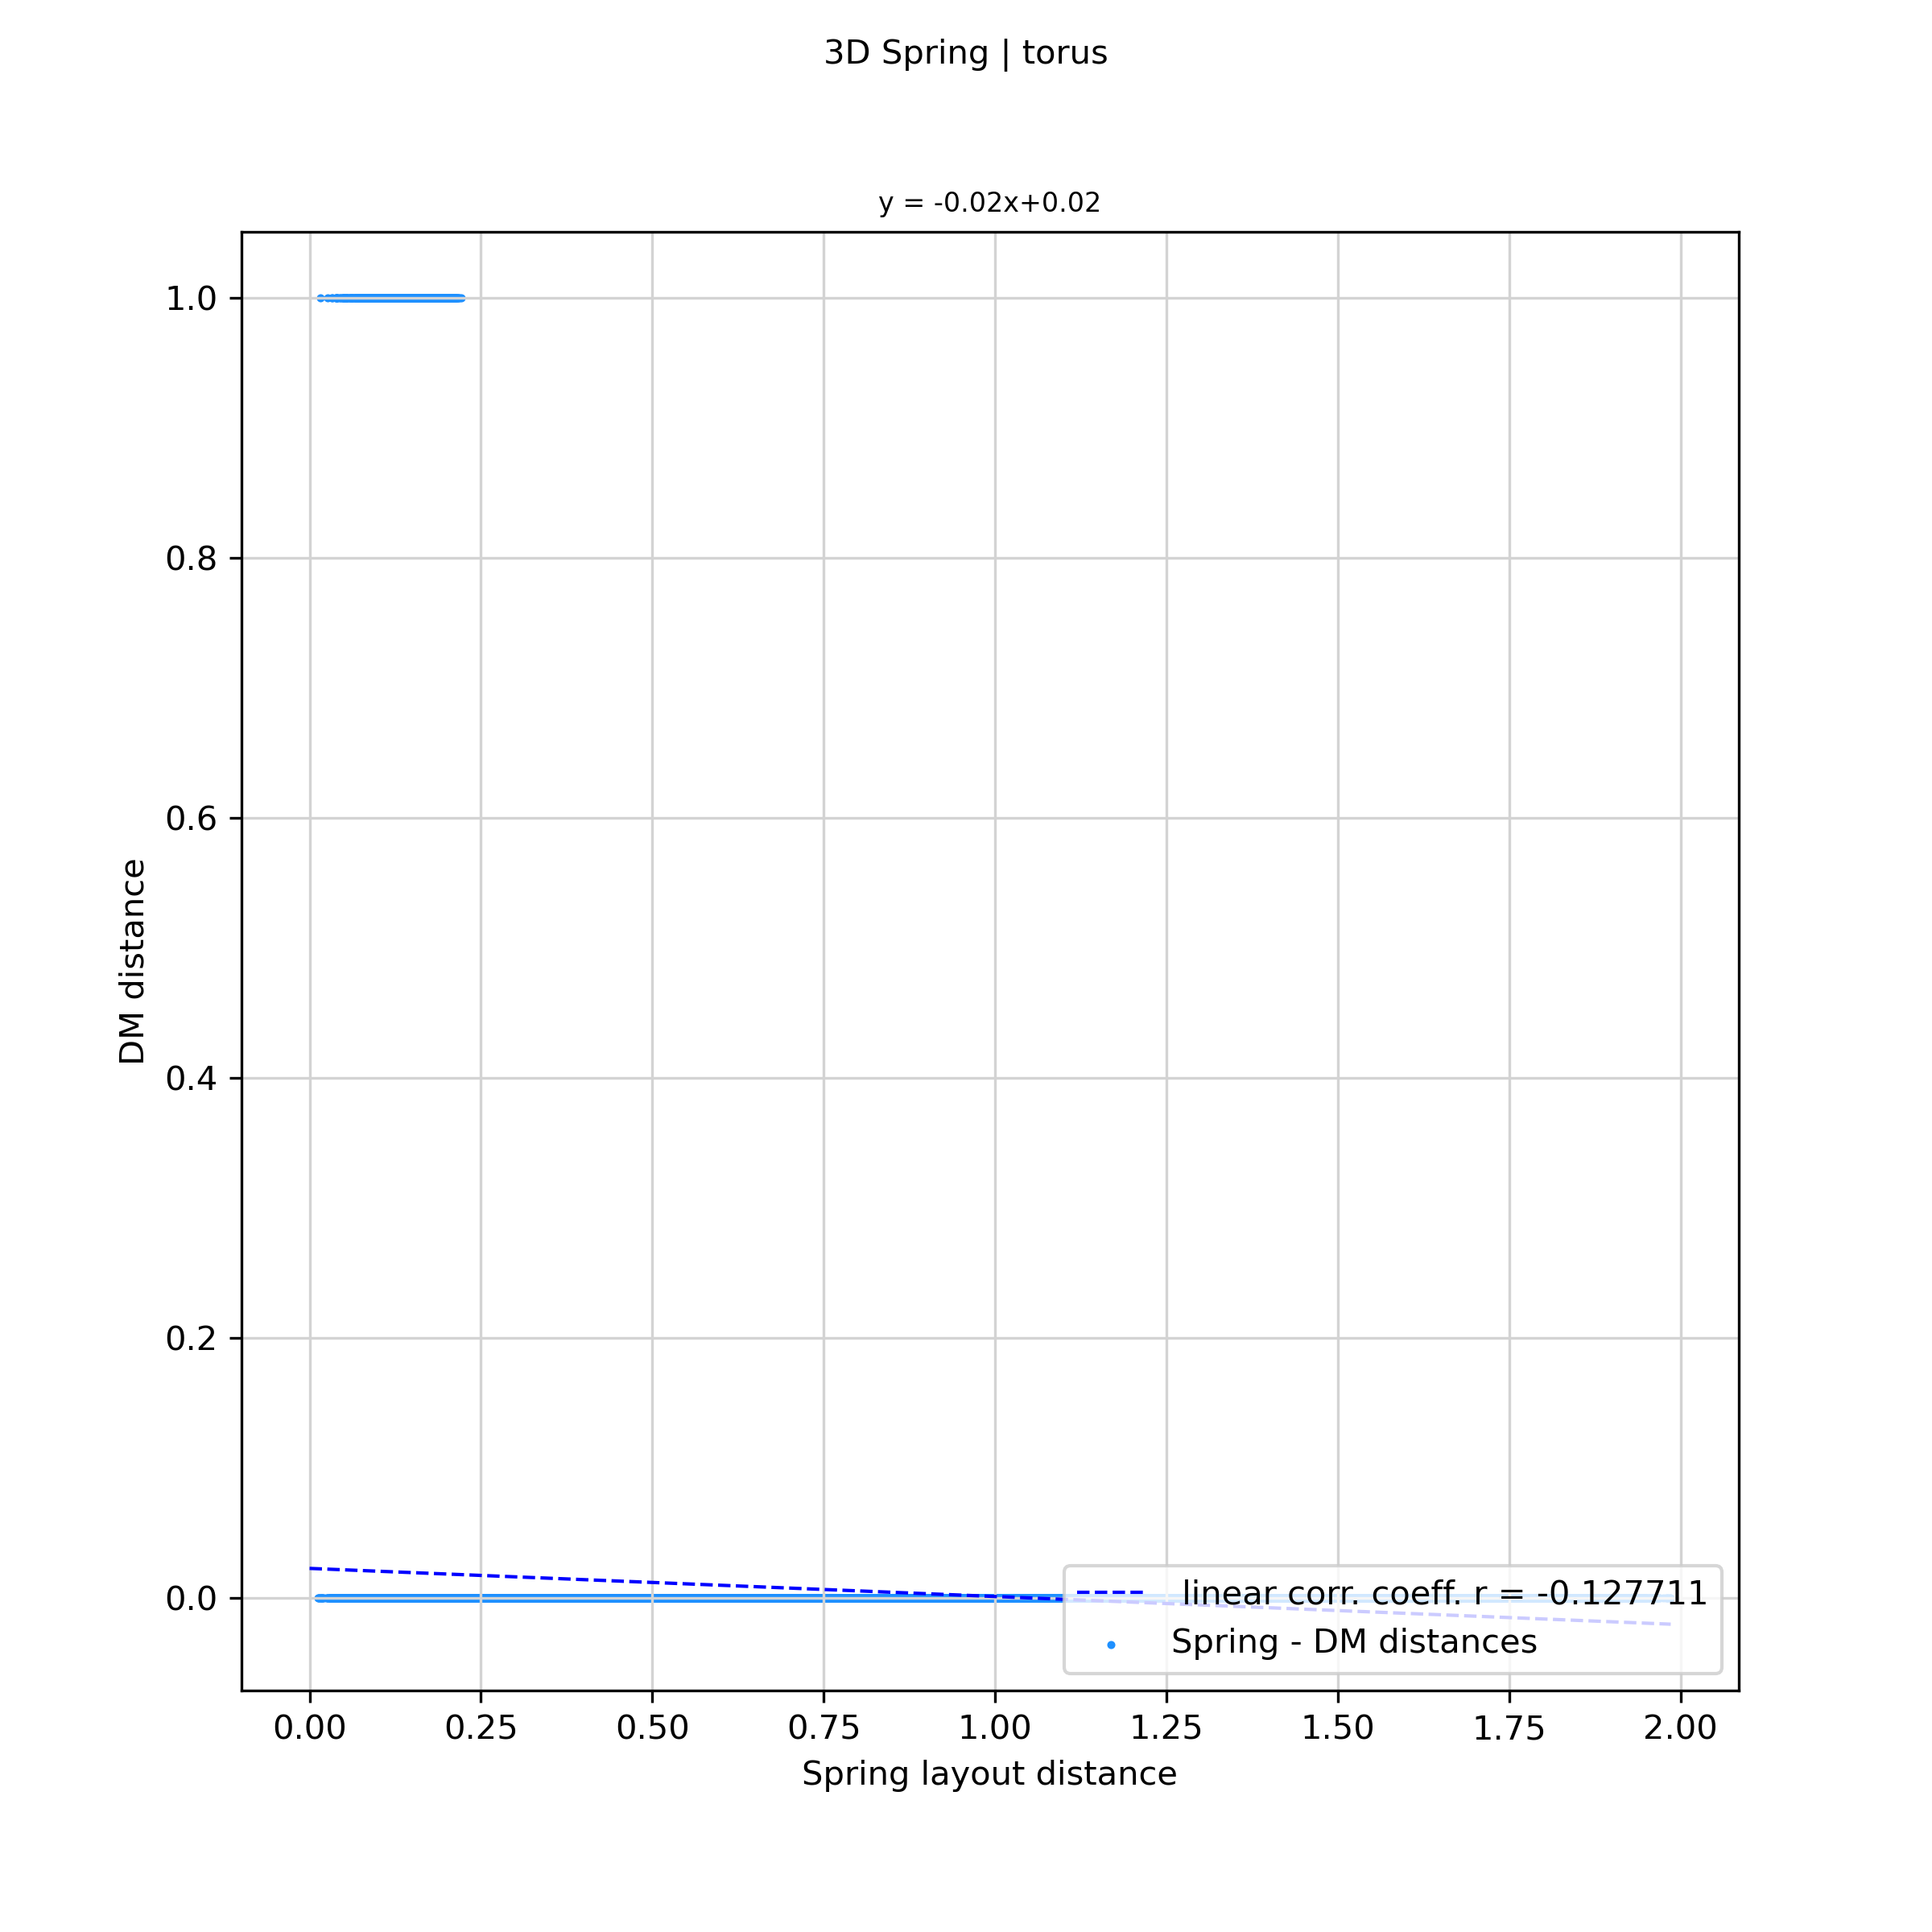 3D Spring | torus
y = -0.02x+0.02
1.0
0.8
0.6
0.4
0.2
0.0
DM distance
linear corr. coeff. r = -0.127711
Spring - DM distances
0.00 0.25 0.50 0.75 1.00 1.25 1.50 1.75 2.00
Spring layout distance